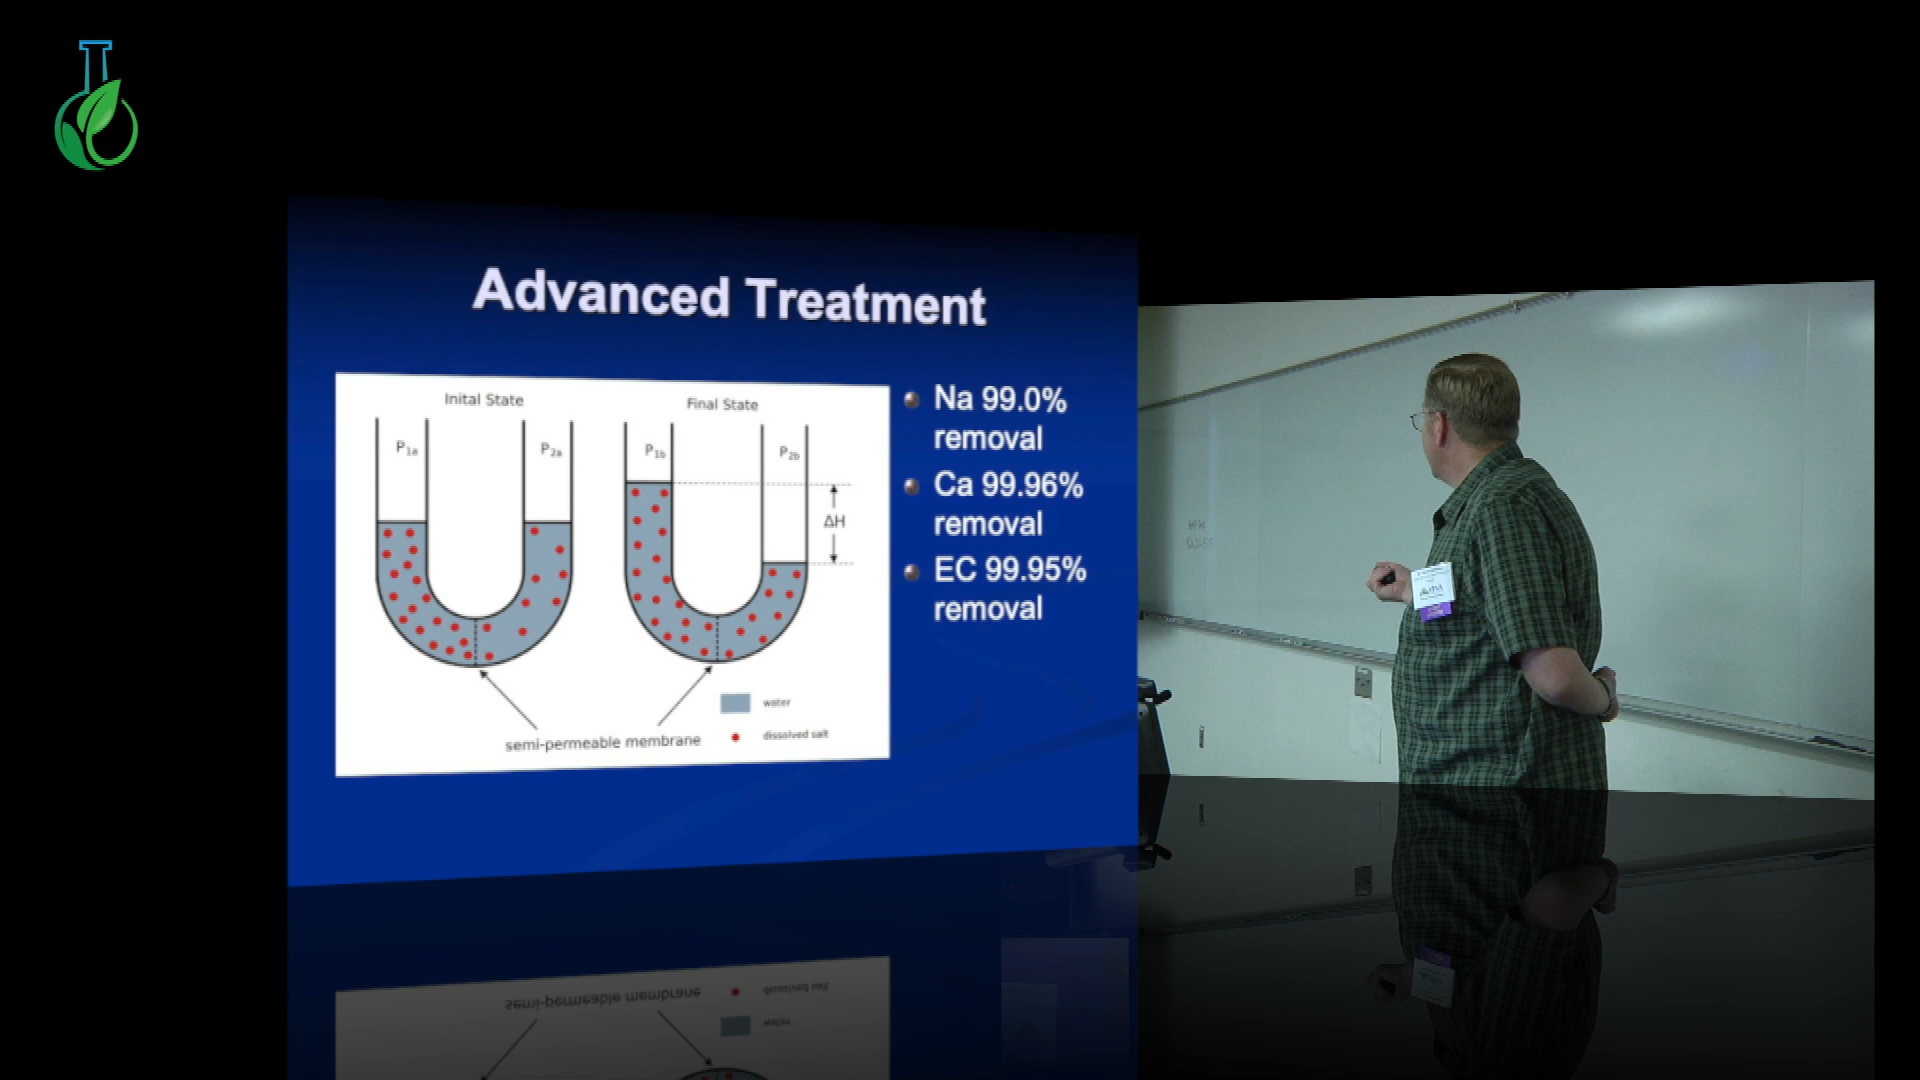 Advanced Treatment
Inital State
Final State
P1a
P2a
P1b
P2b
ΔH
semi-permeable membrane
water
dissolved salt
Na 99.0%
removal
Ca 99.96%
removal
EC 99.95%
removal